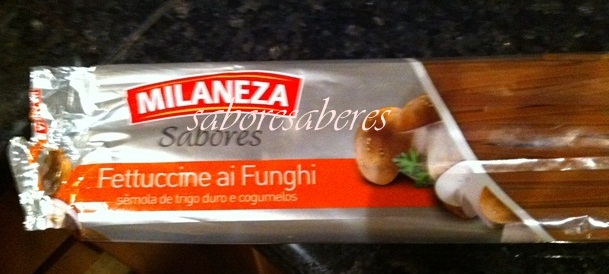 MILANEZA
saboresaberes
Sabores
Fettuccine ai Funghi
sêmola de trigo duro e cogumelos